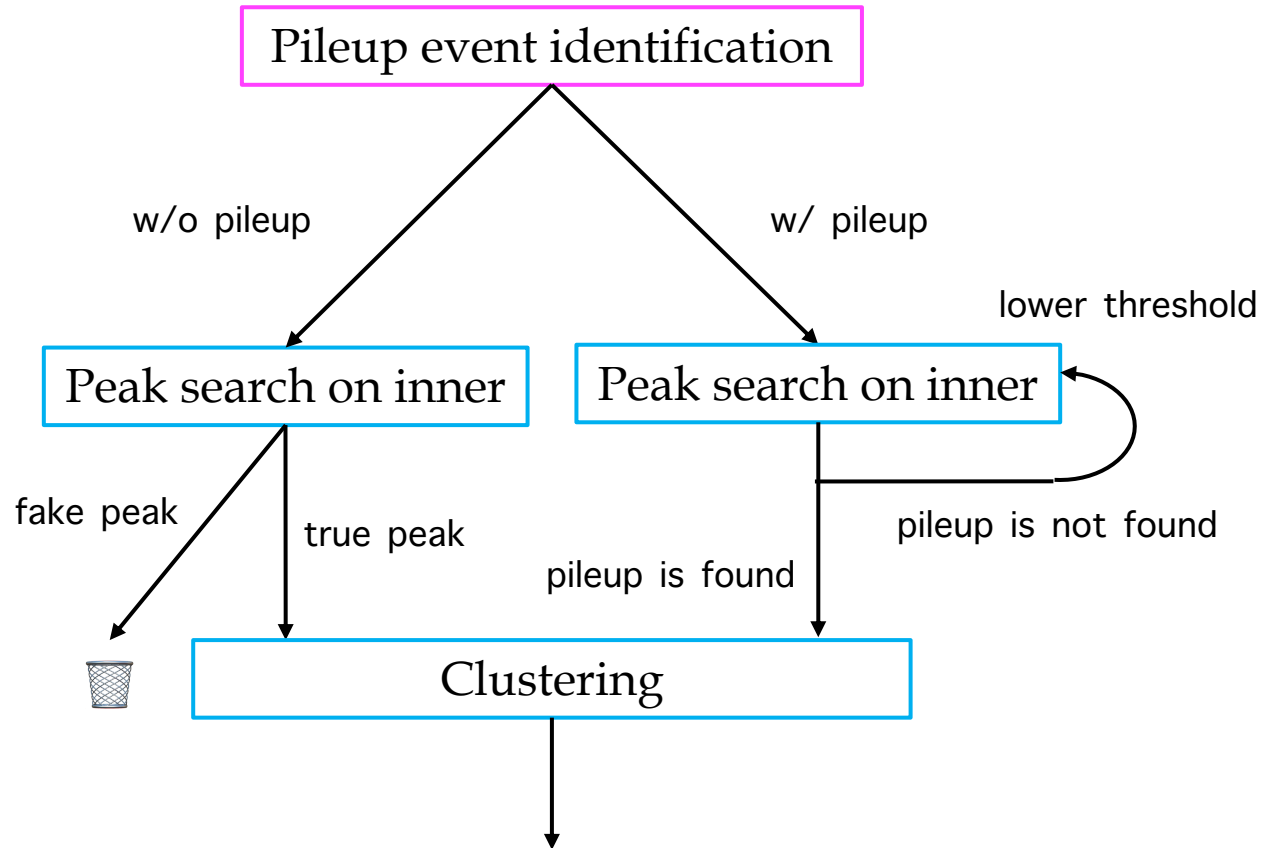 Pileup event identification
w/o pileup
w/ pileup
lower threshold
Peak search on inner
Peak search on inner
fake peak
true peak
pileup is not found
pileup is found
Clustering